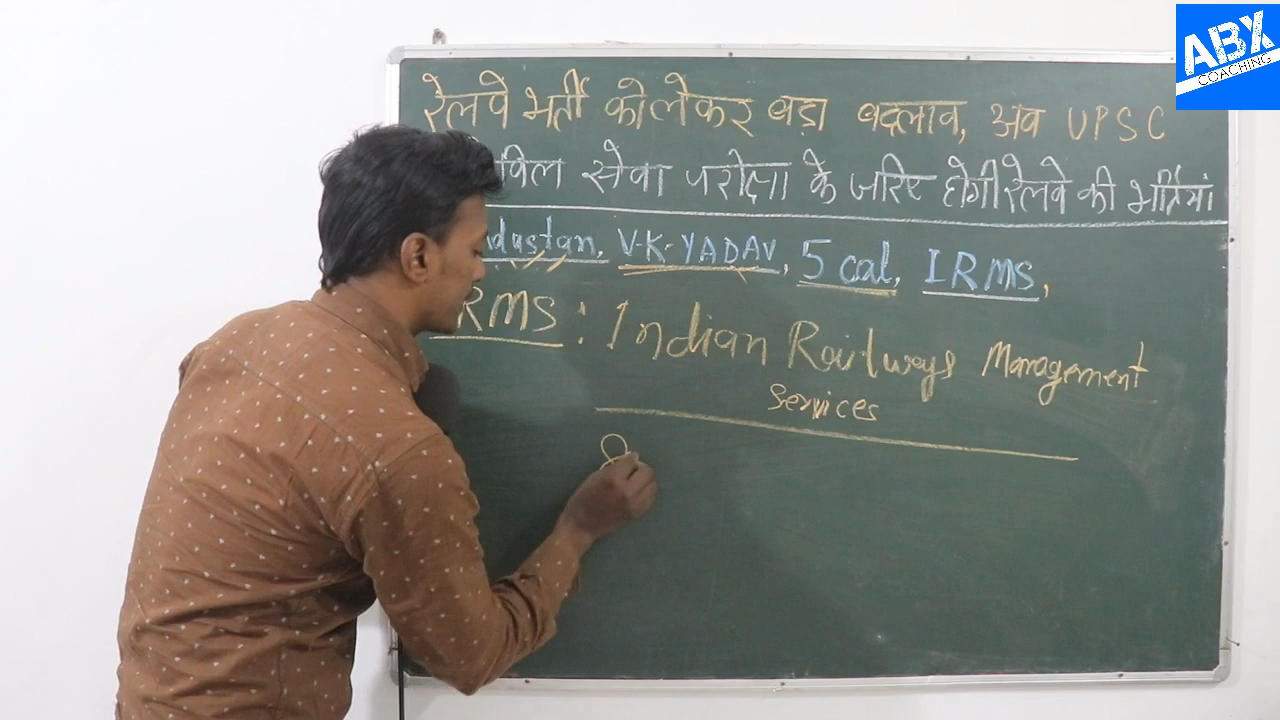 ABX
COACHING
रेलवे भर्ती को लेकर बड़ा बदलाव, अब UPSC
सेवा परीक्षा के जरिए होगी रेलवे की भर्तियां
V.K. YADAV, 5 cal, IRMS,
RMS : Indian Railways Management
Services